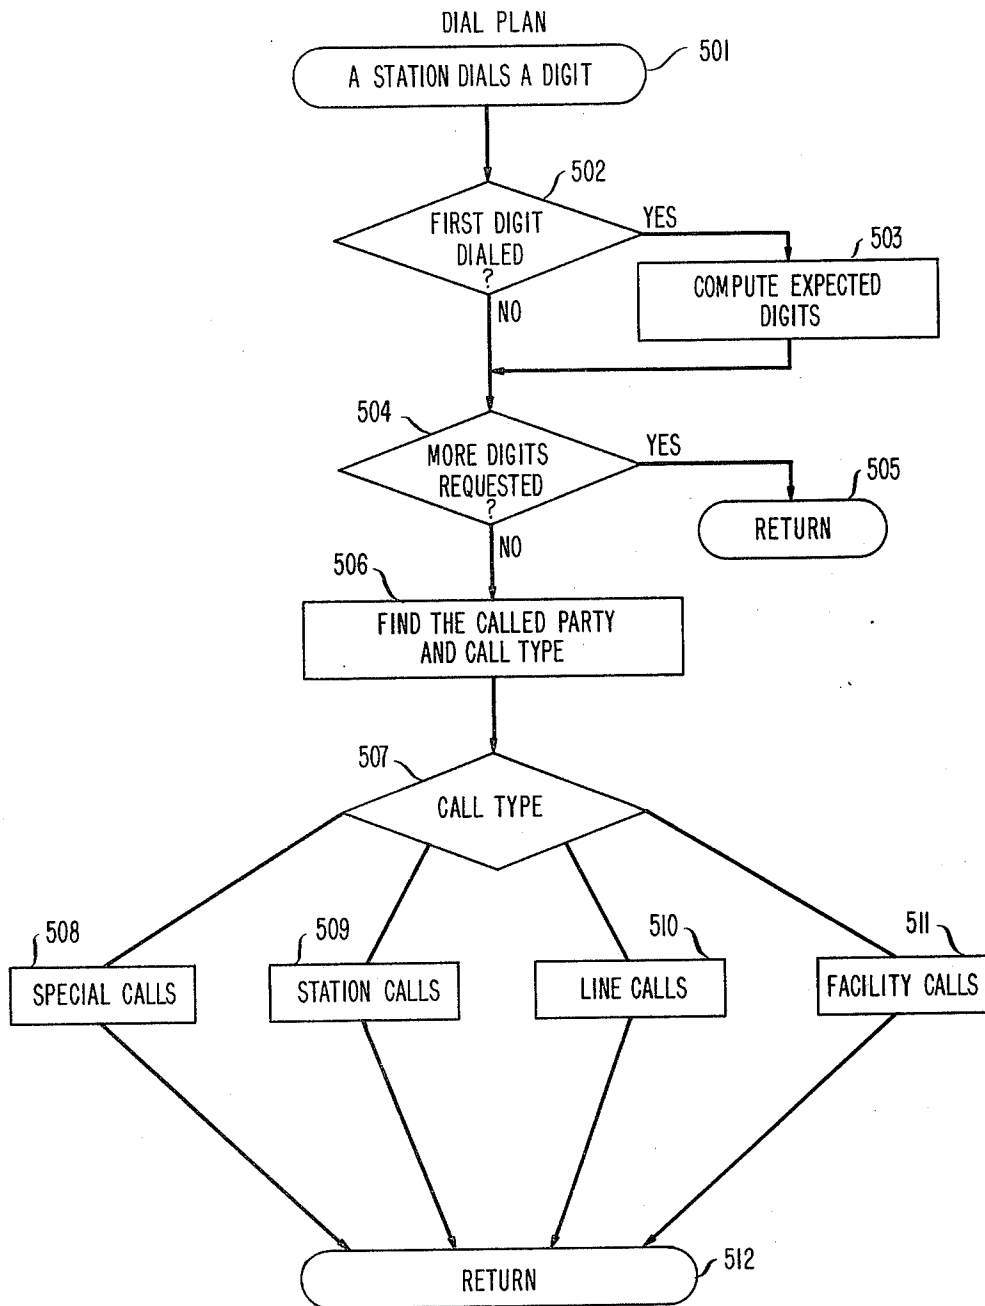 DIAL PLAN
A STATION DIALS A DIGIT
501
502
FIRST DIGIT
DIALED
?
YES
NO
503
COMPUTE EXPECTED
DIGITS
504
MORE DIGITS
REQUESTED
?
YES
NO
505
RETURN
506
FIND THE CALLED PARTY
AND CALL TYPE
507
CALL TYPE
508
SPECIAL CALLS
509
STATION CALLS
510
LINE CALLS
511
FACILITY CALLS
RETURN
512